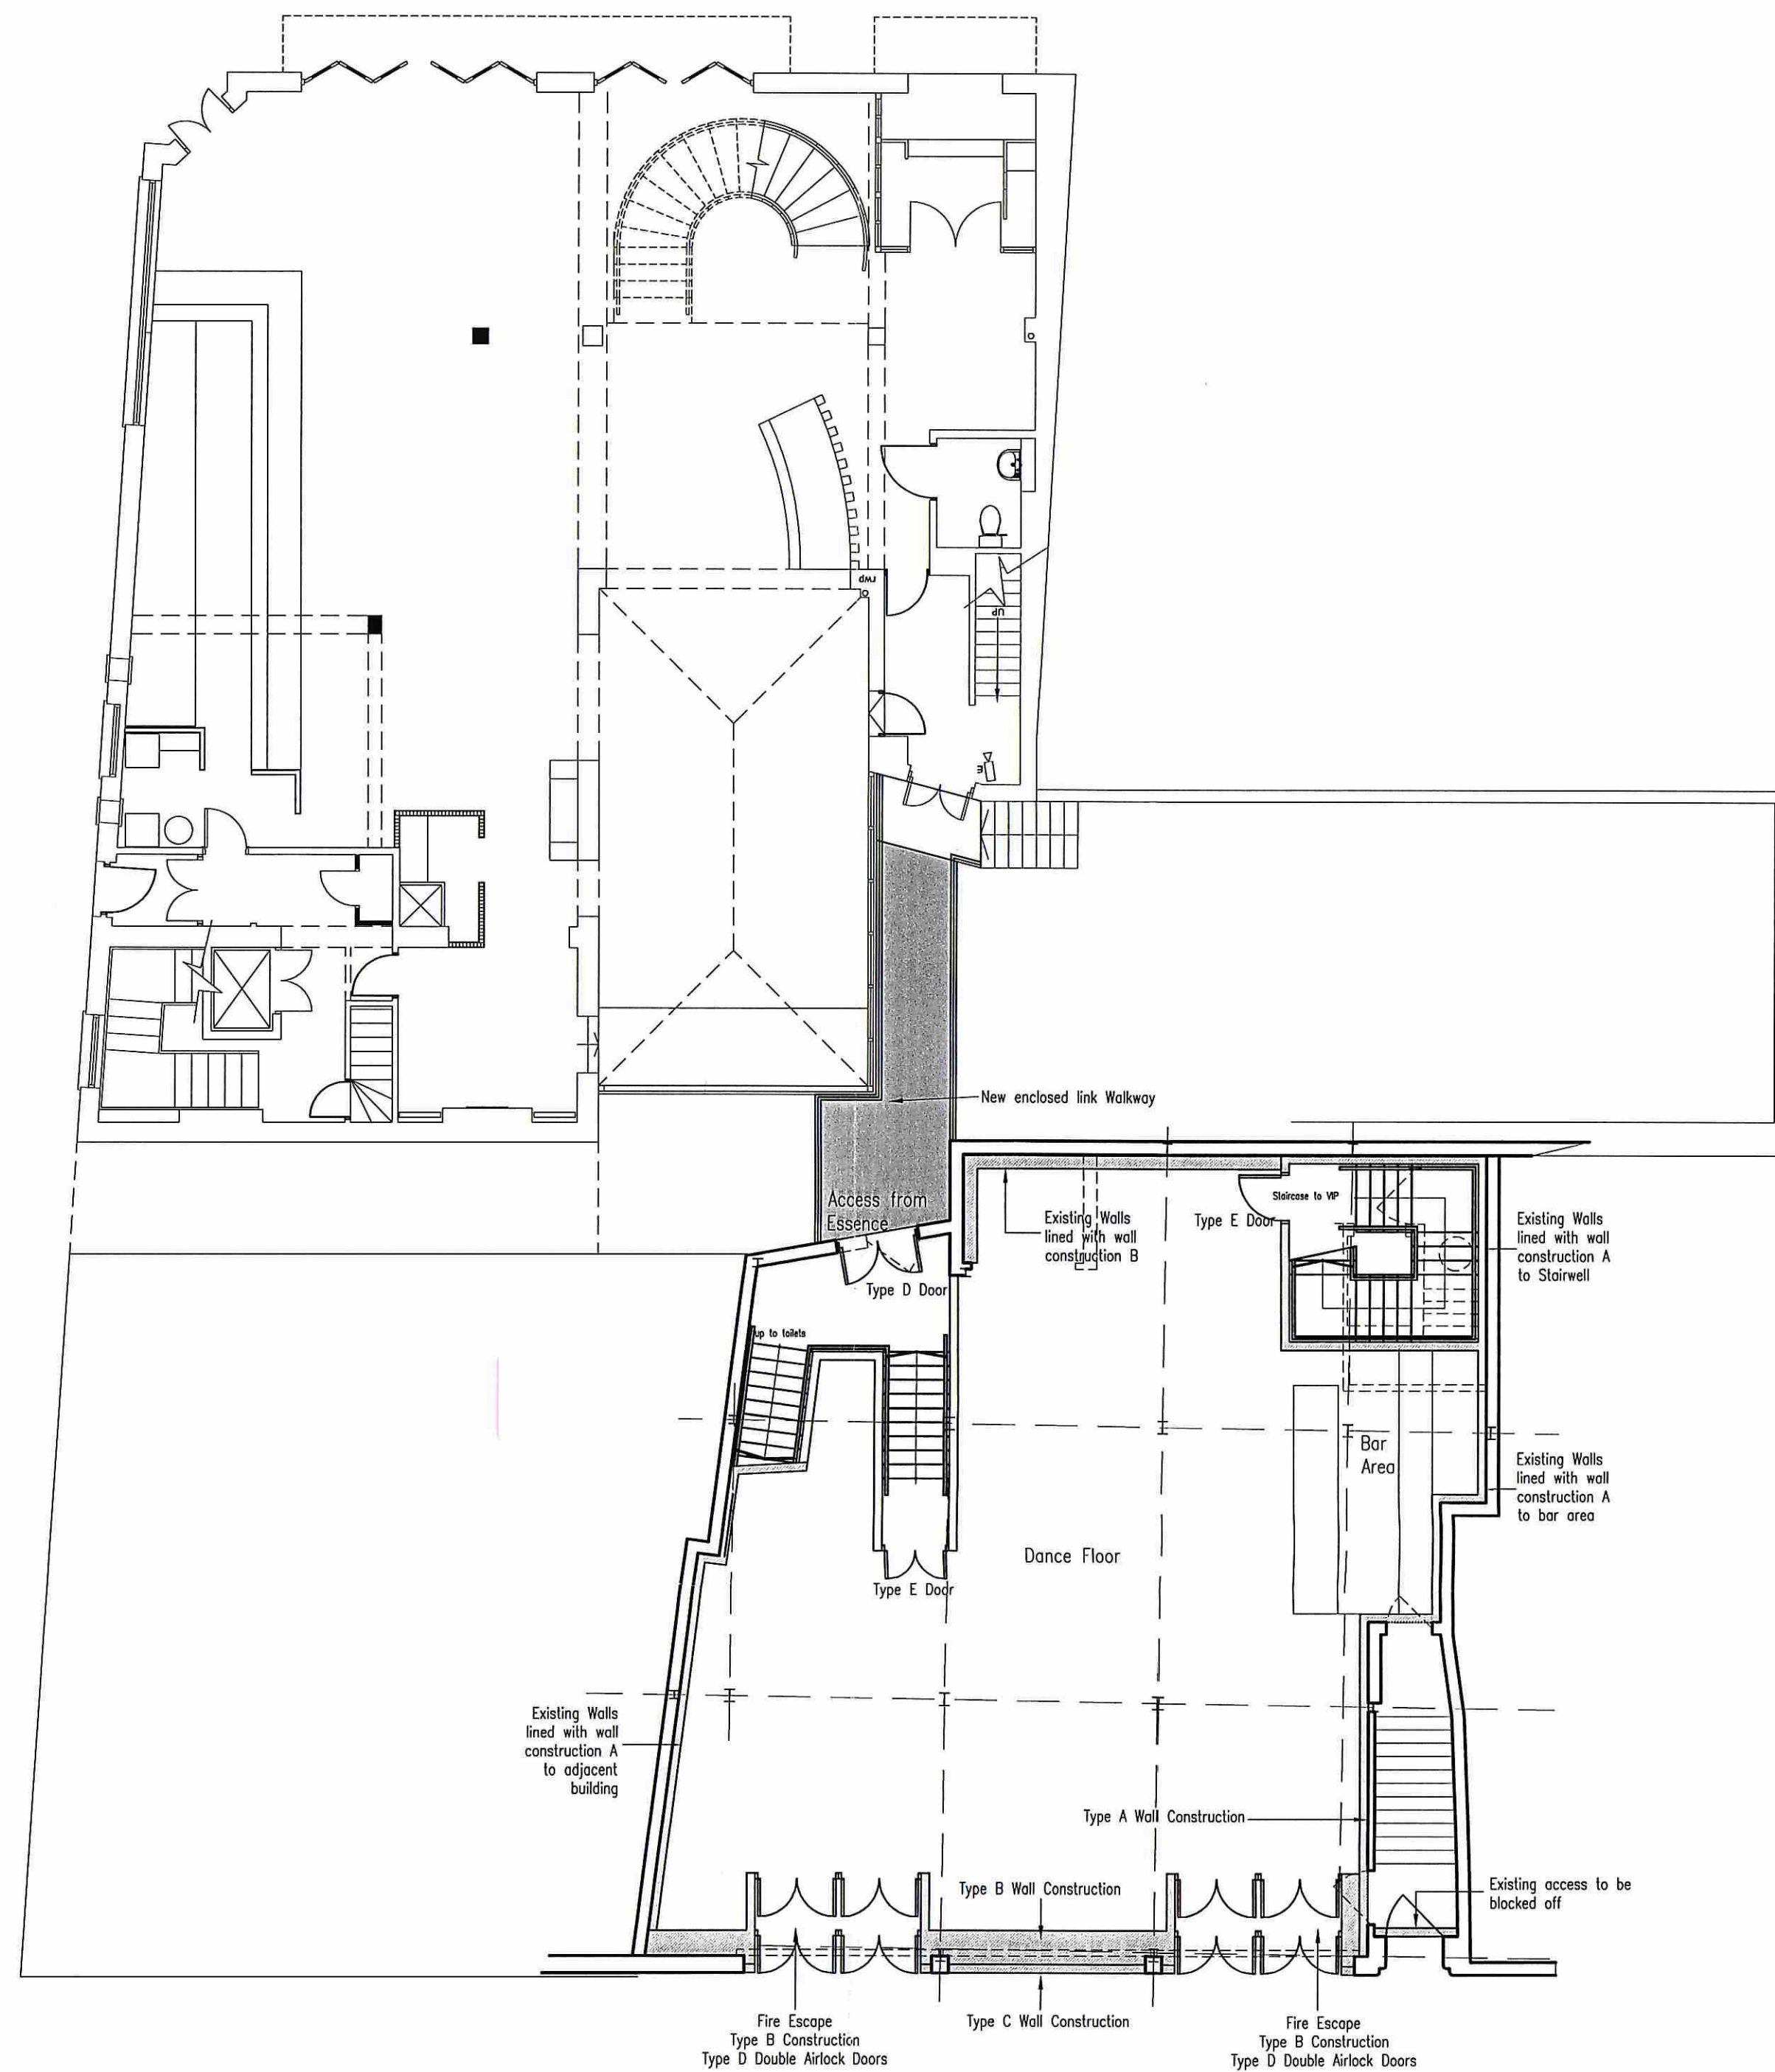 rwp
UP
E
New enclosed link Walkway
Access from
Essence
Type D Door
up to toilets
Existing Walls
lined with wall
construction B
Type E Door
Staircase to VIP
Existing Walls
lined with wall
construction A
to Stairwell
Bar
Area
Existing Walls
lined with wall
construction A
to bar area
Dance Floor
Type E Door
Existing Walls
lined with wall
construction A
to adjacent
building
Type A Wall Construction
Type B Wall Construction
Existing access to be
blocked off
Fire Escape
Type B Construction
Type D Double Airlock Doors
Type C Wall Construction
Fire Escape
Type B Construction
Type D Double Airlock Doors